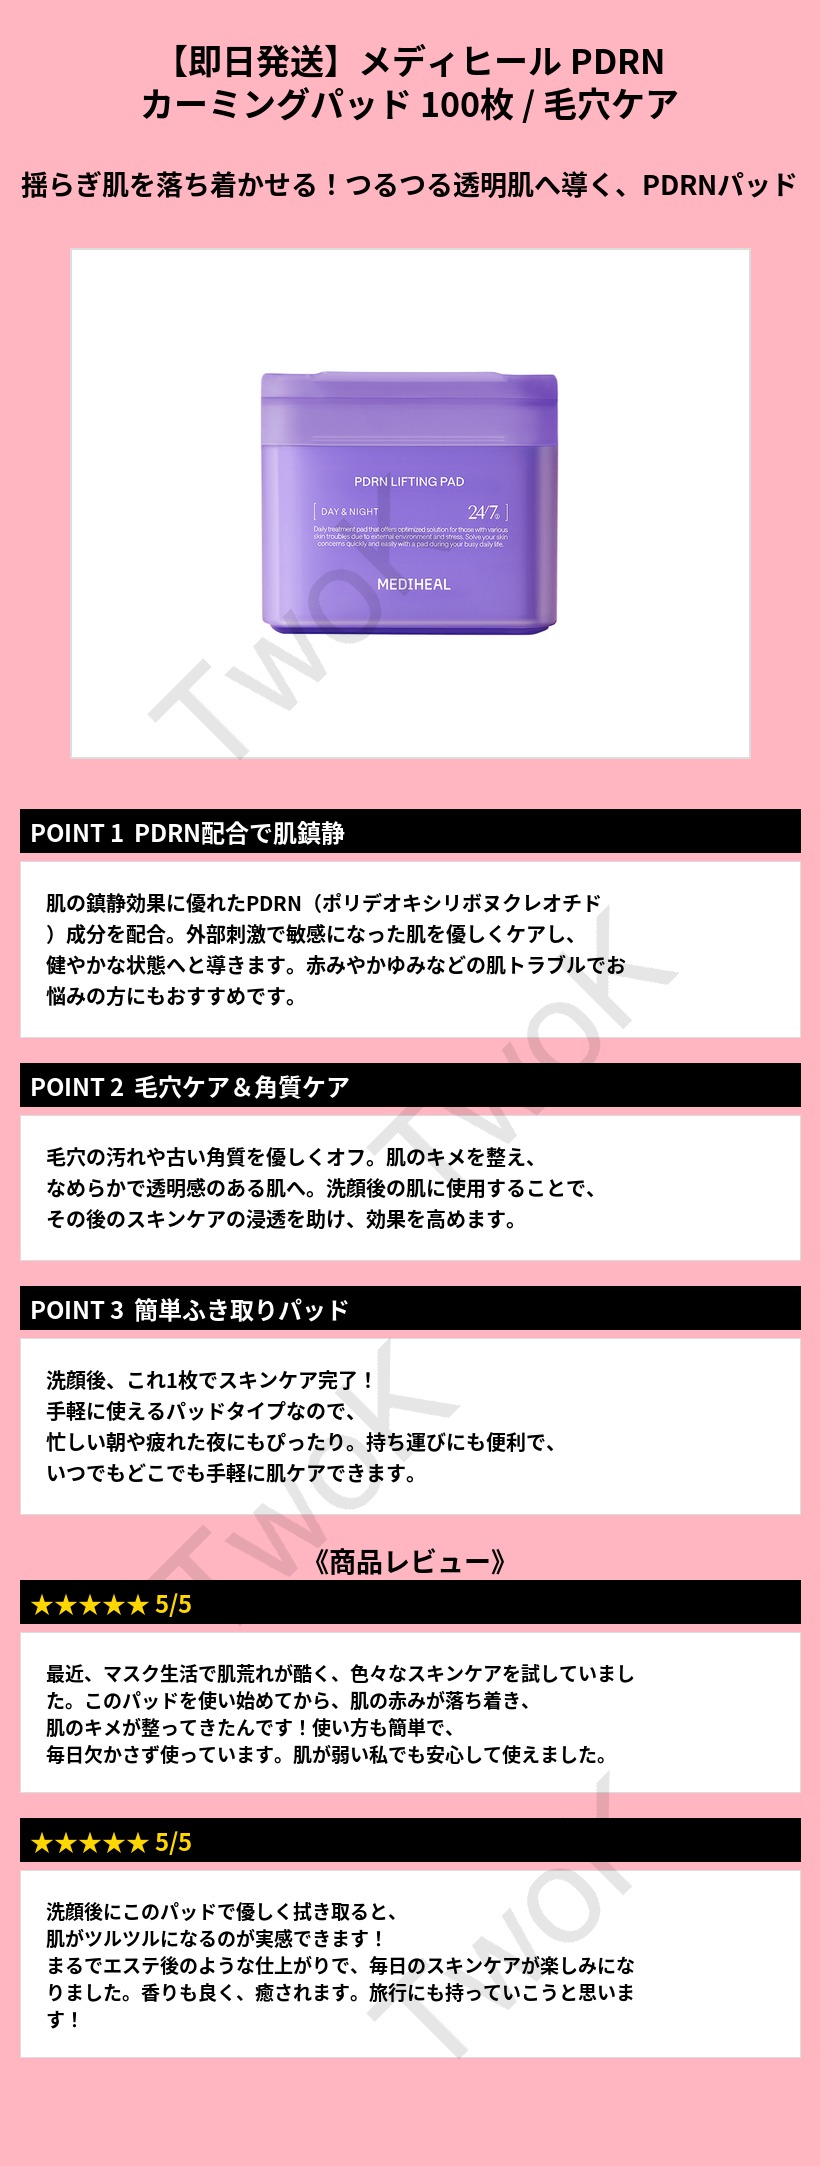 【即日発送】メディヒール PDRN
カーミングパッド 100枚 / 毛穴ケア
揺らぎ肌を落ち着かせる！つるつる透明肌へ導く、PDRNパッド
PDRN LIFTING PAD
[ DAY & NIGHT 24/7 ]
Daily treatment pad that offers optimized solution for those with various
skin troubles due to external environment and stress. Solve your skin
concerns quickly and easily with a pad during your busy daily life.
MEDIHEAL
TwoK
POINT 1 PDRN配合で肌鎮静
肌の鎮静効果に優れたPDRN（ポリデオキシリボヌクレオチド
）成分を配合。外部刺激で敏感になった肌を優しくケアし、
健やかな状態へと導きます。赤みやかゆみなどの肌トラブルでお
悩みの方にもおすすめです。
TwoK
POINT 2 毛穴ケア＆角質ケア
毛穴の汚れや古い角質を優しくオフ。肌のキメを整え、
なめらかで透明感のある肌へ。洗顔後の肌に使用することで、
その後のスキンケアの浸透を助け、効果を高めます。
POINT 3 簡単ふき取りパッド
洗顔後、これ1枚でスキンケア完了！
手軽に使えるパッドタイプなので、
忙しい朝や疲れた夜にもぴったり。持ち運びにも便利で、
いつでもどこでも手軽に肌ケアできます。
TwoK
《商品レビュー》
★★★★★ 5/5
最近、マスク生活で肌荒れが酷く、色々なスキンケアを試していまし
た。このパッドを使い始めてから、肌の赤みが落ち着き、
肌のキメが整ってきたんです！使い方も簡単で、
毎日欠かさず使っています。肌が弱い私でも安心して使えました。
★★★★★ 5/5
洗顔後にこのパッドで優しく拭き取ると、
肌がツルツルになるのが実感できます！
まるでエステ後のような仕上がりで、毎日のスキンケアが楽しみにな
りました。香りも良く、癒されます。旅行にも持っていこうと思いま
す！
TwoK